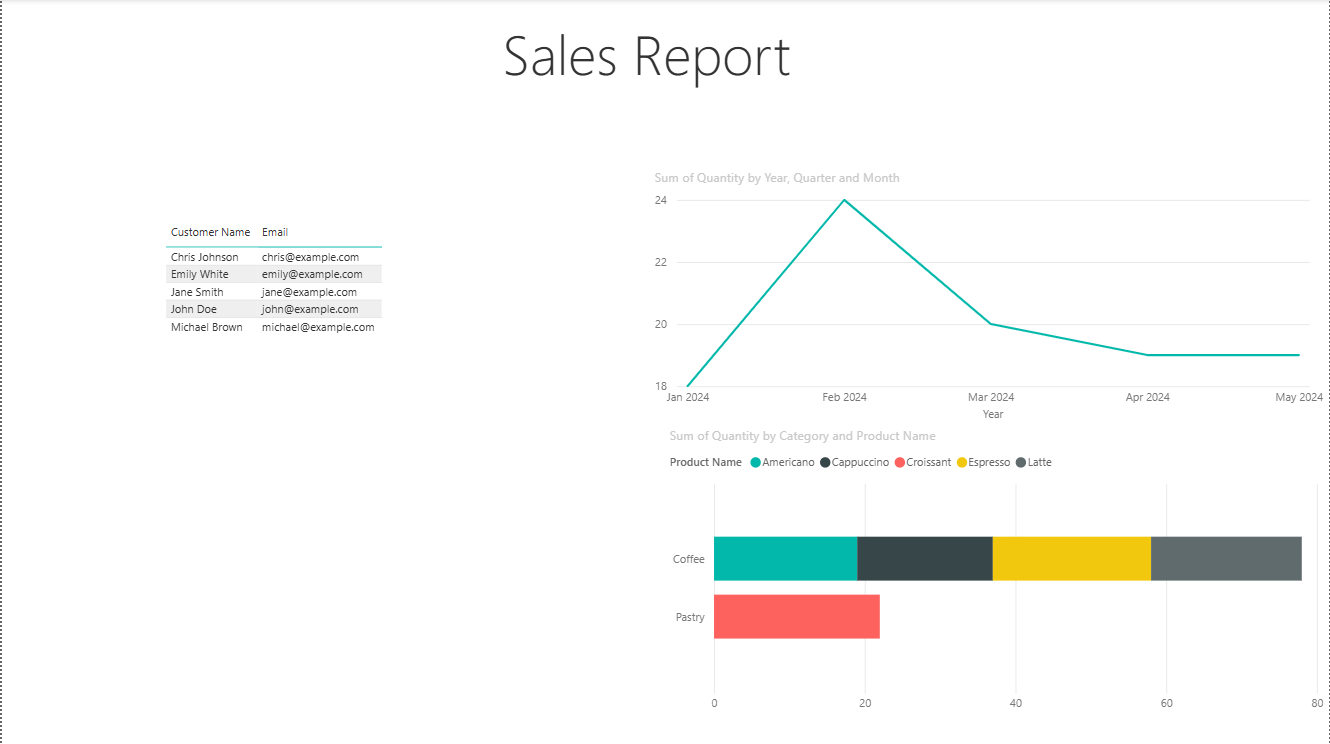 Sales Report
Customer Name Email
Chris Johnson chris@example.com
Emily White emily@example.com
Jane Smith jane@example.com
John Doe john@example.com
Michael Brown michael@example.com
Sum of Quantity by Year, Quarter and Month
24
22
20
18
Jan 2024 Feb 2024 Mar 2024 Apr 2024 May 2024
Year
Sum of Quantity by Category and Product Name
Product Name Americano Cappuccino Croissant Espresso Latte
Coffee
Pastry
0 20 40 60 80